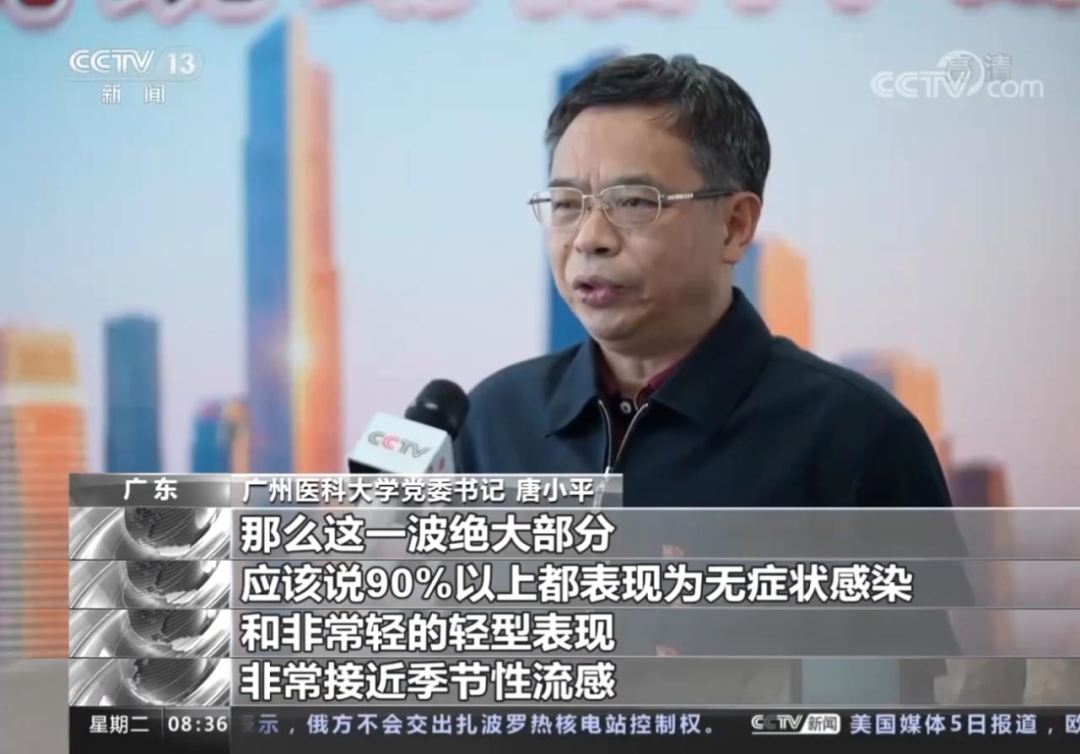 CCTV 13
新闻
高清
CCTV com
CCTV
广东
广州医科大学党委书记 唐小平
那么这一波绝大部分
应该说90%以上都表现为无症状感染
和非常轻的轻型表现
非常接近季节性流感
星期二 08:36 示，俄方不会交出扎波罗热核电站控制权。 CCTV 新闻 美国媒体5日报道，欧